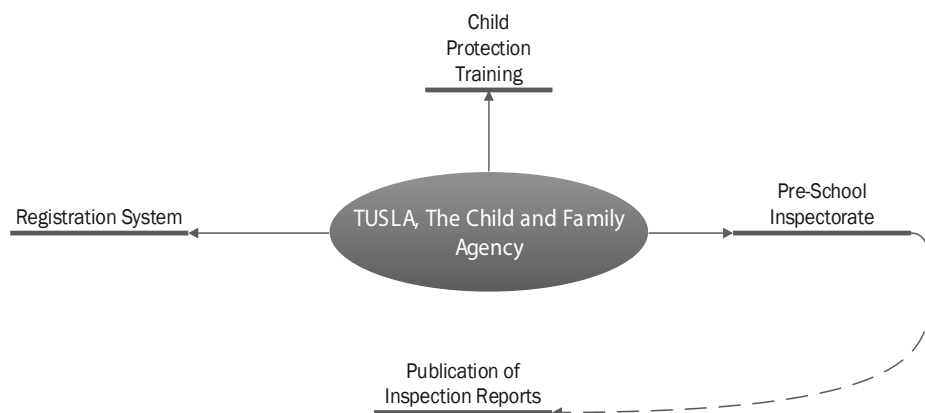 Child
Protection
Training
Registration System
TUSLA, The Child and Family
Agency
Pre-School
Inspectorate
Publication of
Inspection Reports